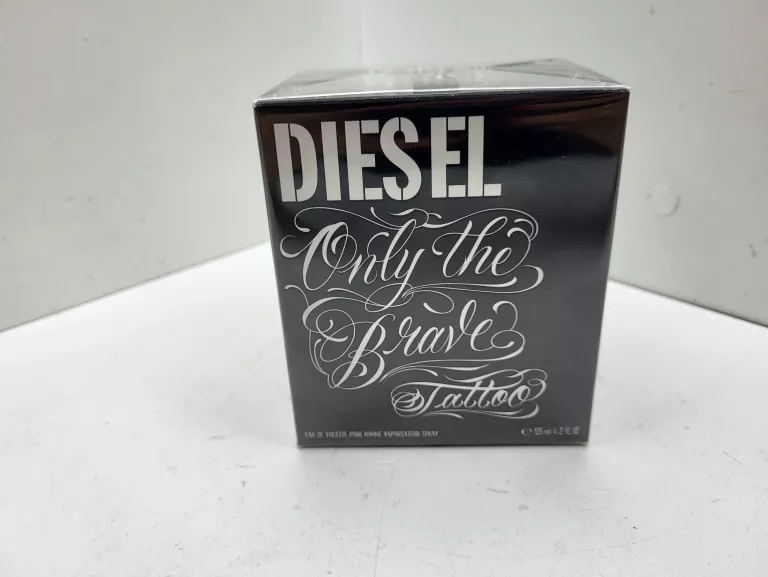 DIESEL
Only the
Brave
Tattoo
EAU DE TOILETTE POUR HOMME VAPORISATEUR SPRAY
℮ 125 ml 4.2 FL.OZ